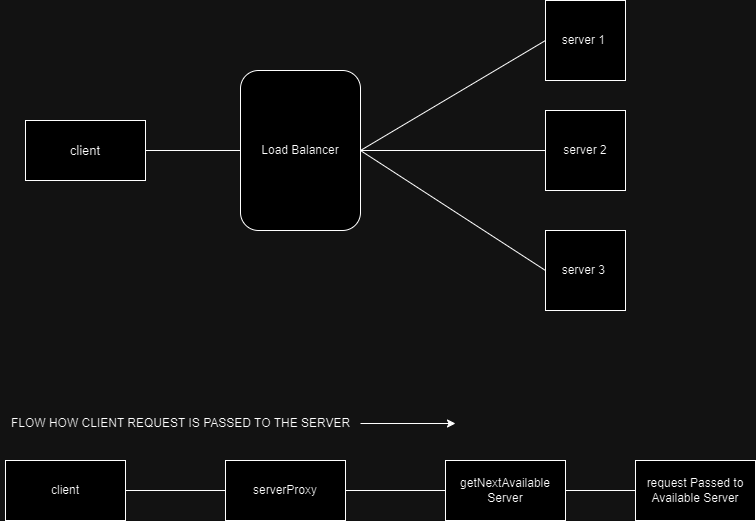 server 1
client
Load Balancer
server 2
server 3
FLOW HOW CLIENT REQUEST IS PASSED TO THE SERVER
client
serverProxy
getNextAvailable
Server
request Passed to
Available Server